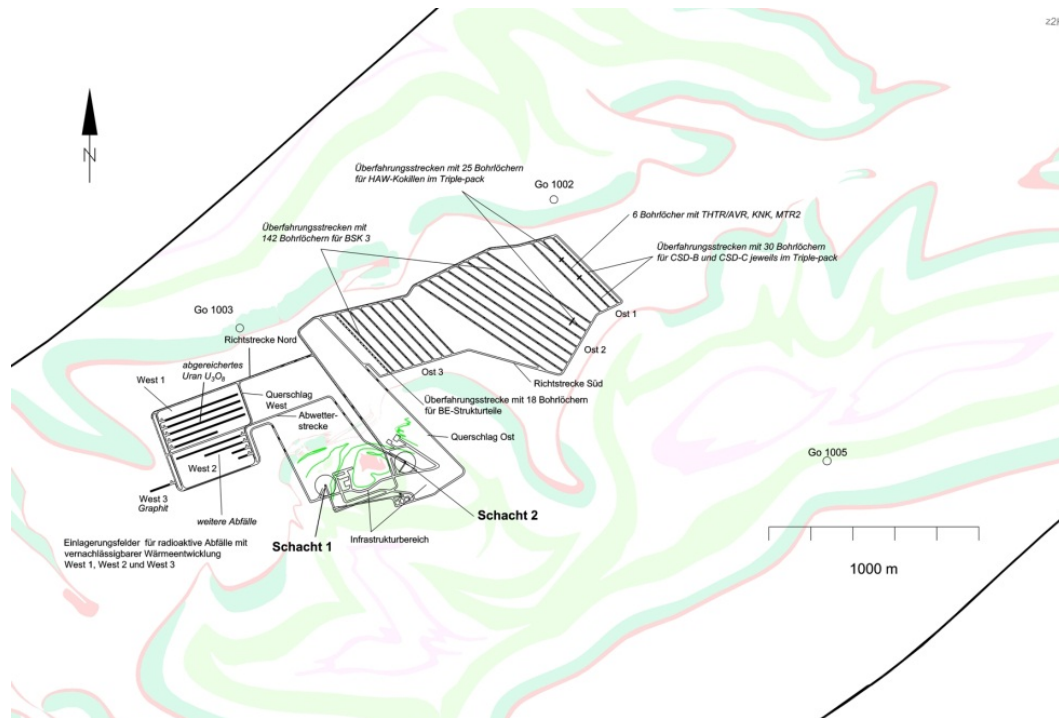 N
Überfahrungsstrecken mit 25 Bohrlöchern
für HAW-Kokillen im Triple-pack
Go 1002
6 Bohrlöcher mit THTR/AVR, KNK, MTR2
Überfahrungsstrecken mit
142 Bohrlöchern für BSK 3
Überfahrungsstrecken mit 30 Bohrlöchern
für CSD-B und CSD-C jeweils im Triple-pack
Go 1003
Ost 1
Richtstrecke Nord
Ost 2
abgereichertes
Uran U₃O₈
West 1
Ost 3
Richtstrecke Süd
Querschlag
West
Überfahrungsstrecke mit 18 Bohrlöchern
für BE-Strukturteile
Abwetter-
strecke
Querschlag Ost
Go 1005
West 2
West 3
Graphit
weitere Abfälle
Schacht 2
Schacht 1
Infrastrukturbereich
Einlagerungsfelder für radioaktive Abfälle mit
vernachlässigbarer Wärmeentwicklung
West 1, West 2 und West 3
1000 m